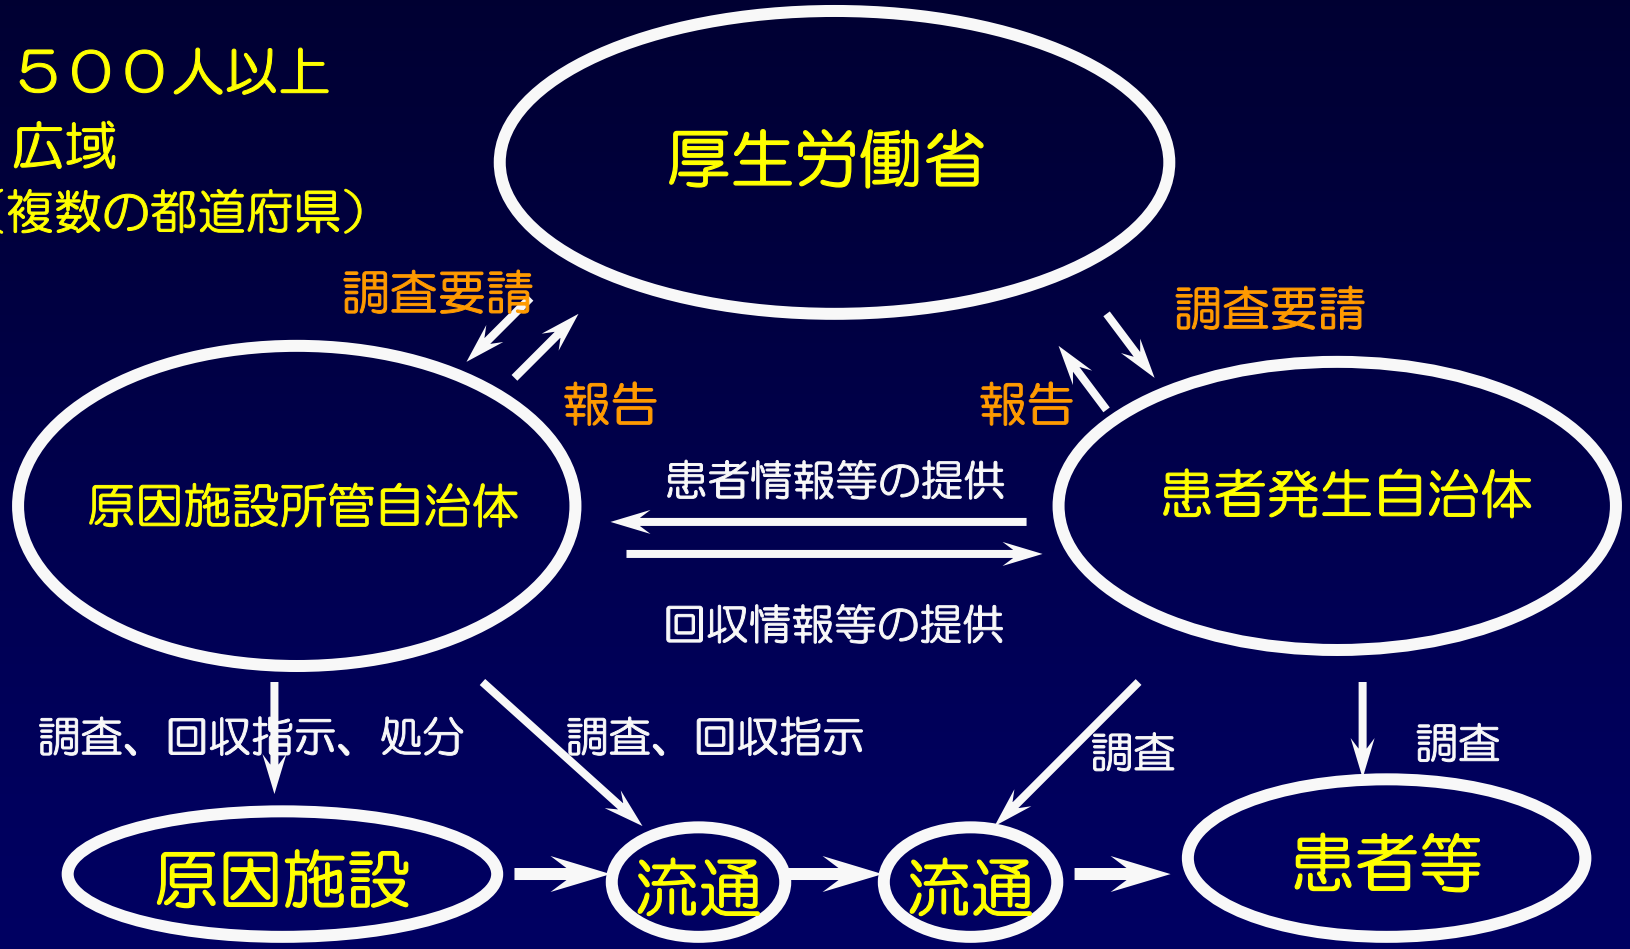 ５００人以上
広域
（複数の都道府県）
厚生労働省
調査要請
調査要請
報告
報告
原因施設所管自治体
患者情報等の提供
患者発生自治体
回収情報等の提供
調査、回収指示、処分
調査、回収指示
調査
調査
原因施設
流通
流通
患者等